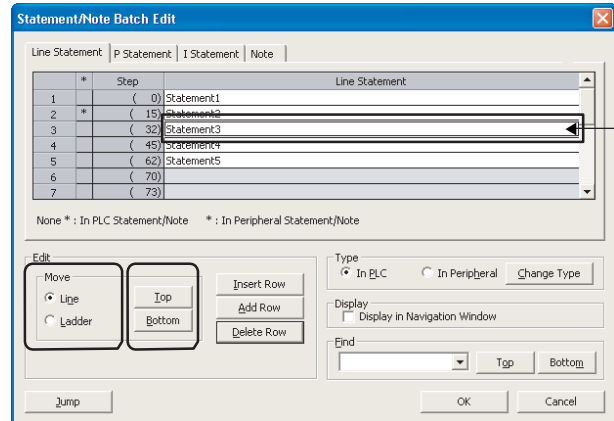 Statement/Note Batch Edit
Line Statement P Statement I Statement Note
* Step Line Statement
1 ( 0) Statement1
2 * ( 15) Statement2
3 ( 32) Statement3
4 ( 45) Statement4
5 ( 62) Statement5
6 ( 70)
7 ( 73)
None * : In PLC Statement/Note * : In Peripheral Statement/Note
Edit
Move
Line
Ladder
Top
Bottom
Insert Row
Add Row
Delete Row
Type
In PLC In Peripheral Change Type
Display
Display in Navigation Window
Find
Top Bottom
Jump OK Cancel